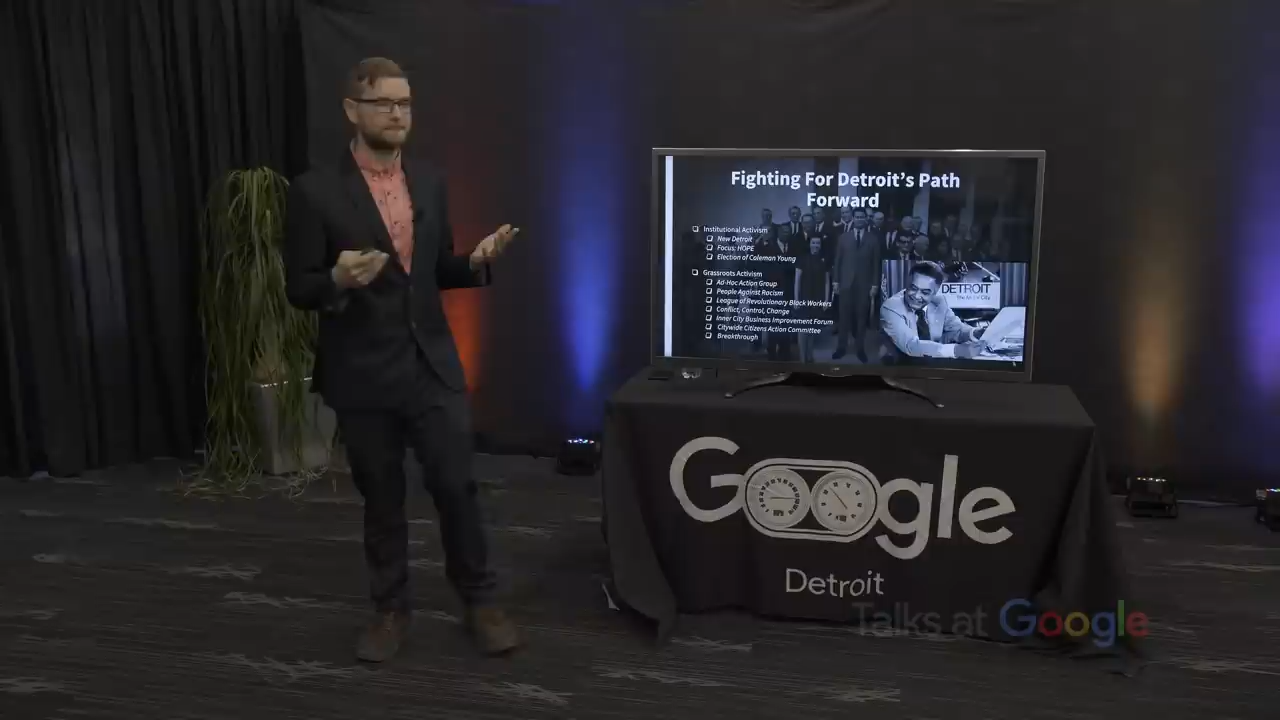 Fighting For Detroit's Path
Forward
Institutional Activism
New Detroit
Focus: HOPE
Election of Coleman Young
Grassroots Activism
Ad-Hoc Action Group
People Against Racism
League of Revolutionary Black Workers
Conflict, Control, Change
Inner City Business Improvement Forum
Citywide Citizens Action Committee
Breakthrough
DETROIT
Google
Detroit
Talks at Google